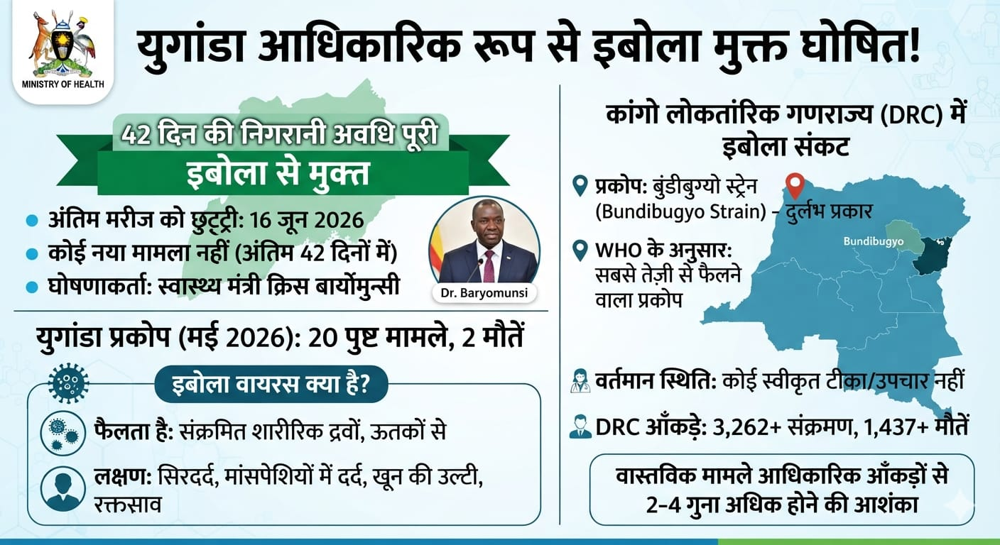 MINISTRY OF HEALTH
युगांडा आधिकारिक रूप से इबोला मुक्त घोषित!
42 दिन की निगरानी अवधि पूरी
इबोला से मुक्त
• अंतिम मरीज को छुट्ट्री: 16 जून 2026
• कोई नया मामला नहीं (अंतिम 42 दिनों में)
• घोषणाकर्ता: स्वास्थ्य मंत्री क्रिस बार्योमुन्सी
Dr. Baryomunsi
युगांडा प्रकोप (मई 2026): 20 पुष्ट मामले, 2 मौतें
इबोला वायरस क्या है?
फैलता है: संक्रमित शारीरिक द्रवों, ऊतकों से
लक्षण: सिरदर्द, मांसपेशियों में दर्द, खून की उल्टी,
रक्तस्राव
कांगो लोकतांरिक गणराज्य (DRC) में
इबोला संकट
प्रकोप: बुंडीबुग्यो स्ट्रेन
(Bundibugyo Strain) – दुर्लभ प्रकार
Bundibugyo
WHO के अनुसार:
सबसे तेज़ी से फैलने
वाला प्रकोप
वर्तमान स्थिति: कोई स्वीकृत टीका/उपचार नहीं
DRC आँकड़े: 3,262+ संक्रमण, 1,437+ मौतें
वास्तविक मामले आधिकारिक आँकड़ों से
2-4 गुना अधिक होने की आशंका